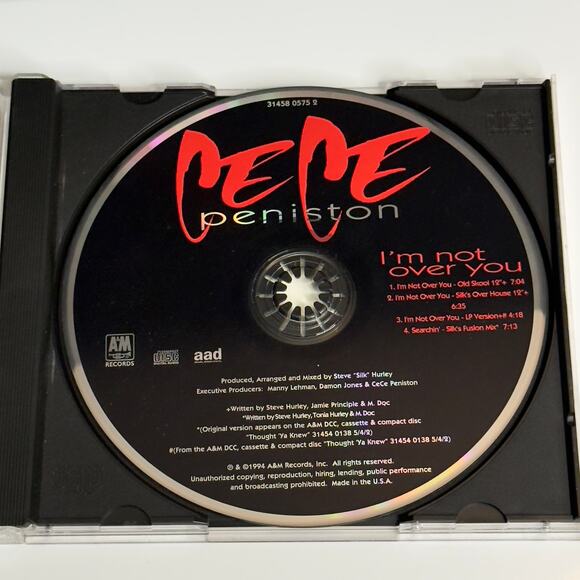 31458 0575 2
CECE
peniston
I'm not
over you
1. I'm Not Over You - Old Skool 12"+ 7:04
2. I'm Not Over You - Silk's Over House 12"+
6:35
3. I'm Not Over You - LP Version+# 4:18
4. Searchin' - Silk's Fusion Mix* 7:13
A&M
RECORDS
COMPACT
disc
DIGITAL AUDIO
aad
Produced, Arranged and Mixed by Steve "Silk" Hurley
Executive Producers: Manny Lehman, Damon Jones & CeCe Peniston
+Written by Steve Hurley, Jamie Principle & M. Doc
*Written by Steve Hurley, Tonia Hurley & M. Doc
*(Original version appears on the A&M DCC, cassette & compact disc
"Thought 'Ya Knew" 31454 0138 5/4/2)
#(From the A&M DCC, cassette & compact disc "Thought 'Ya Knew" 31454 0138 5/4/2)
℗ & ©1994 A&M Records, Inc. All rights reserved.
Unauthorized copying, reproduction, hiring, lending, public performance
and broadcasting prohibited. Made in the U.S.A.